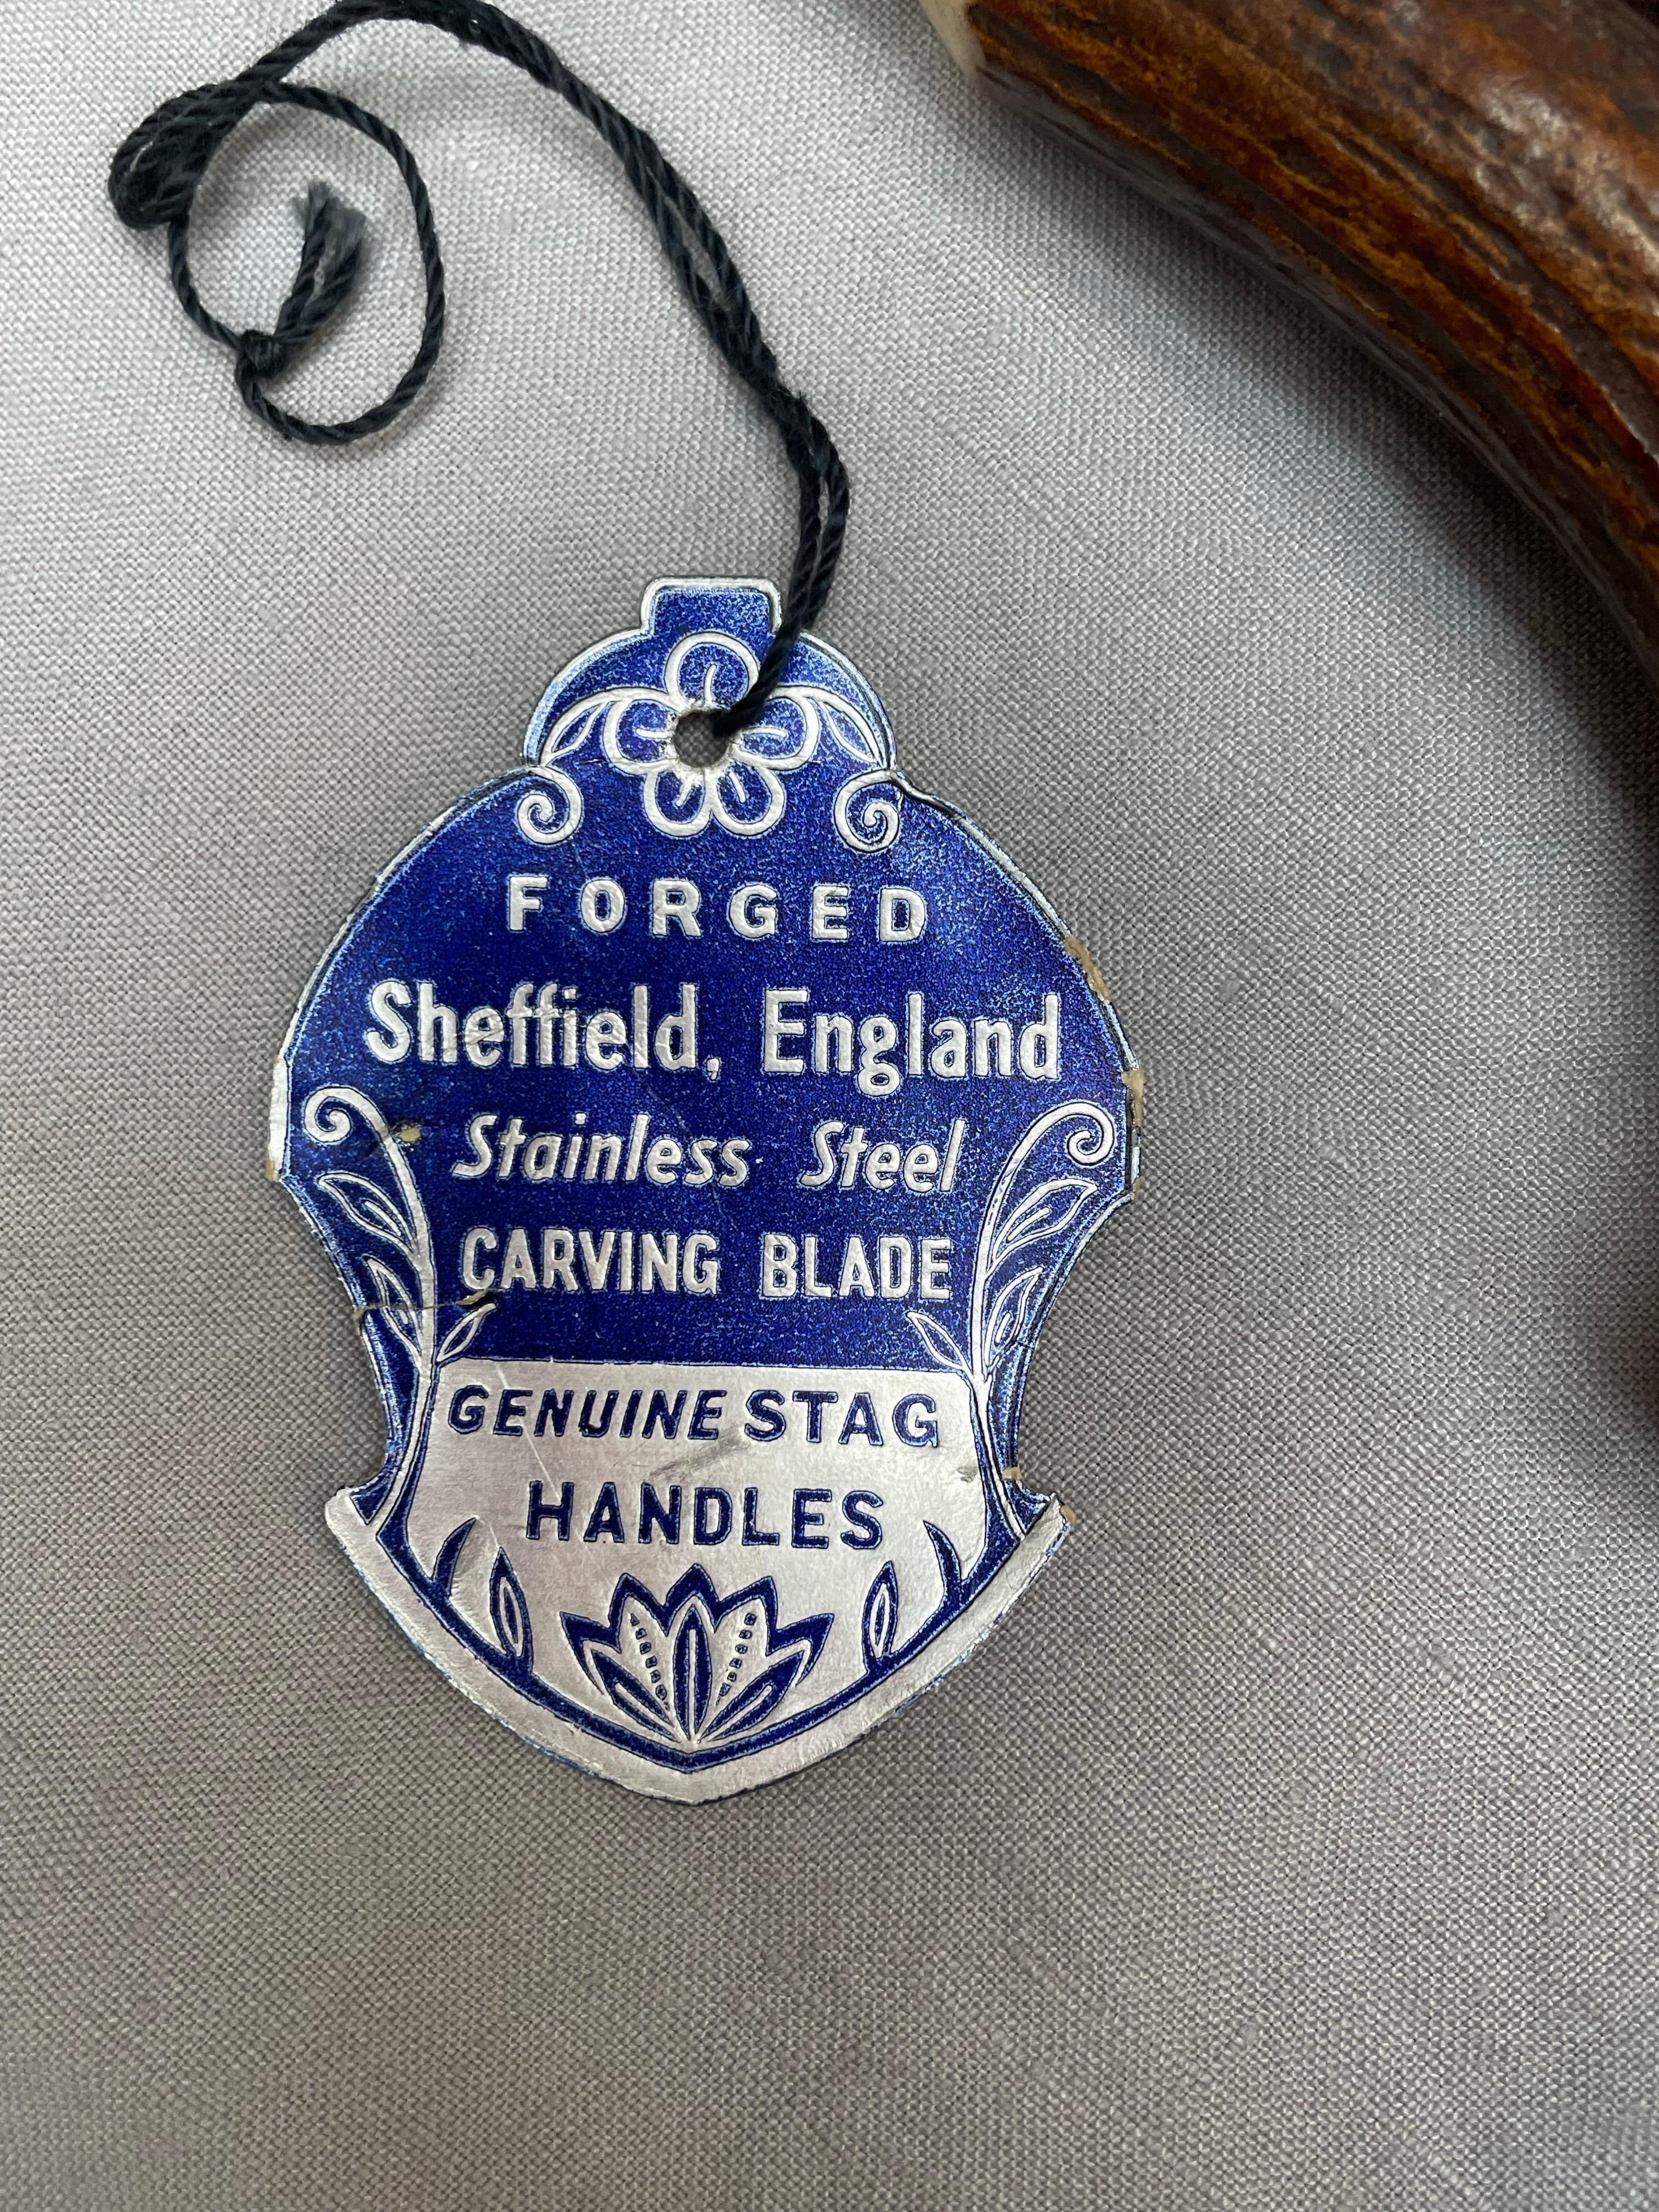 FORGED
Sheffield, England
Stainless Steel
CARVING BLADE
GENUINE STAG
HANDLES